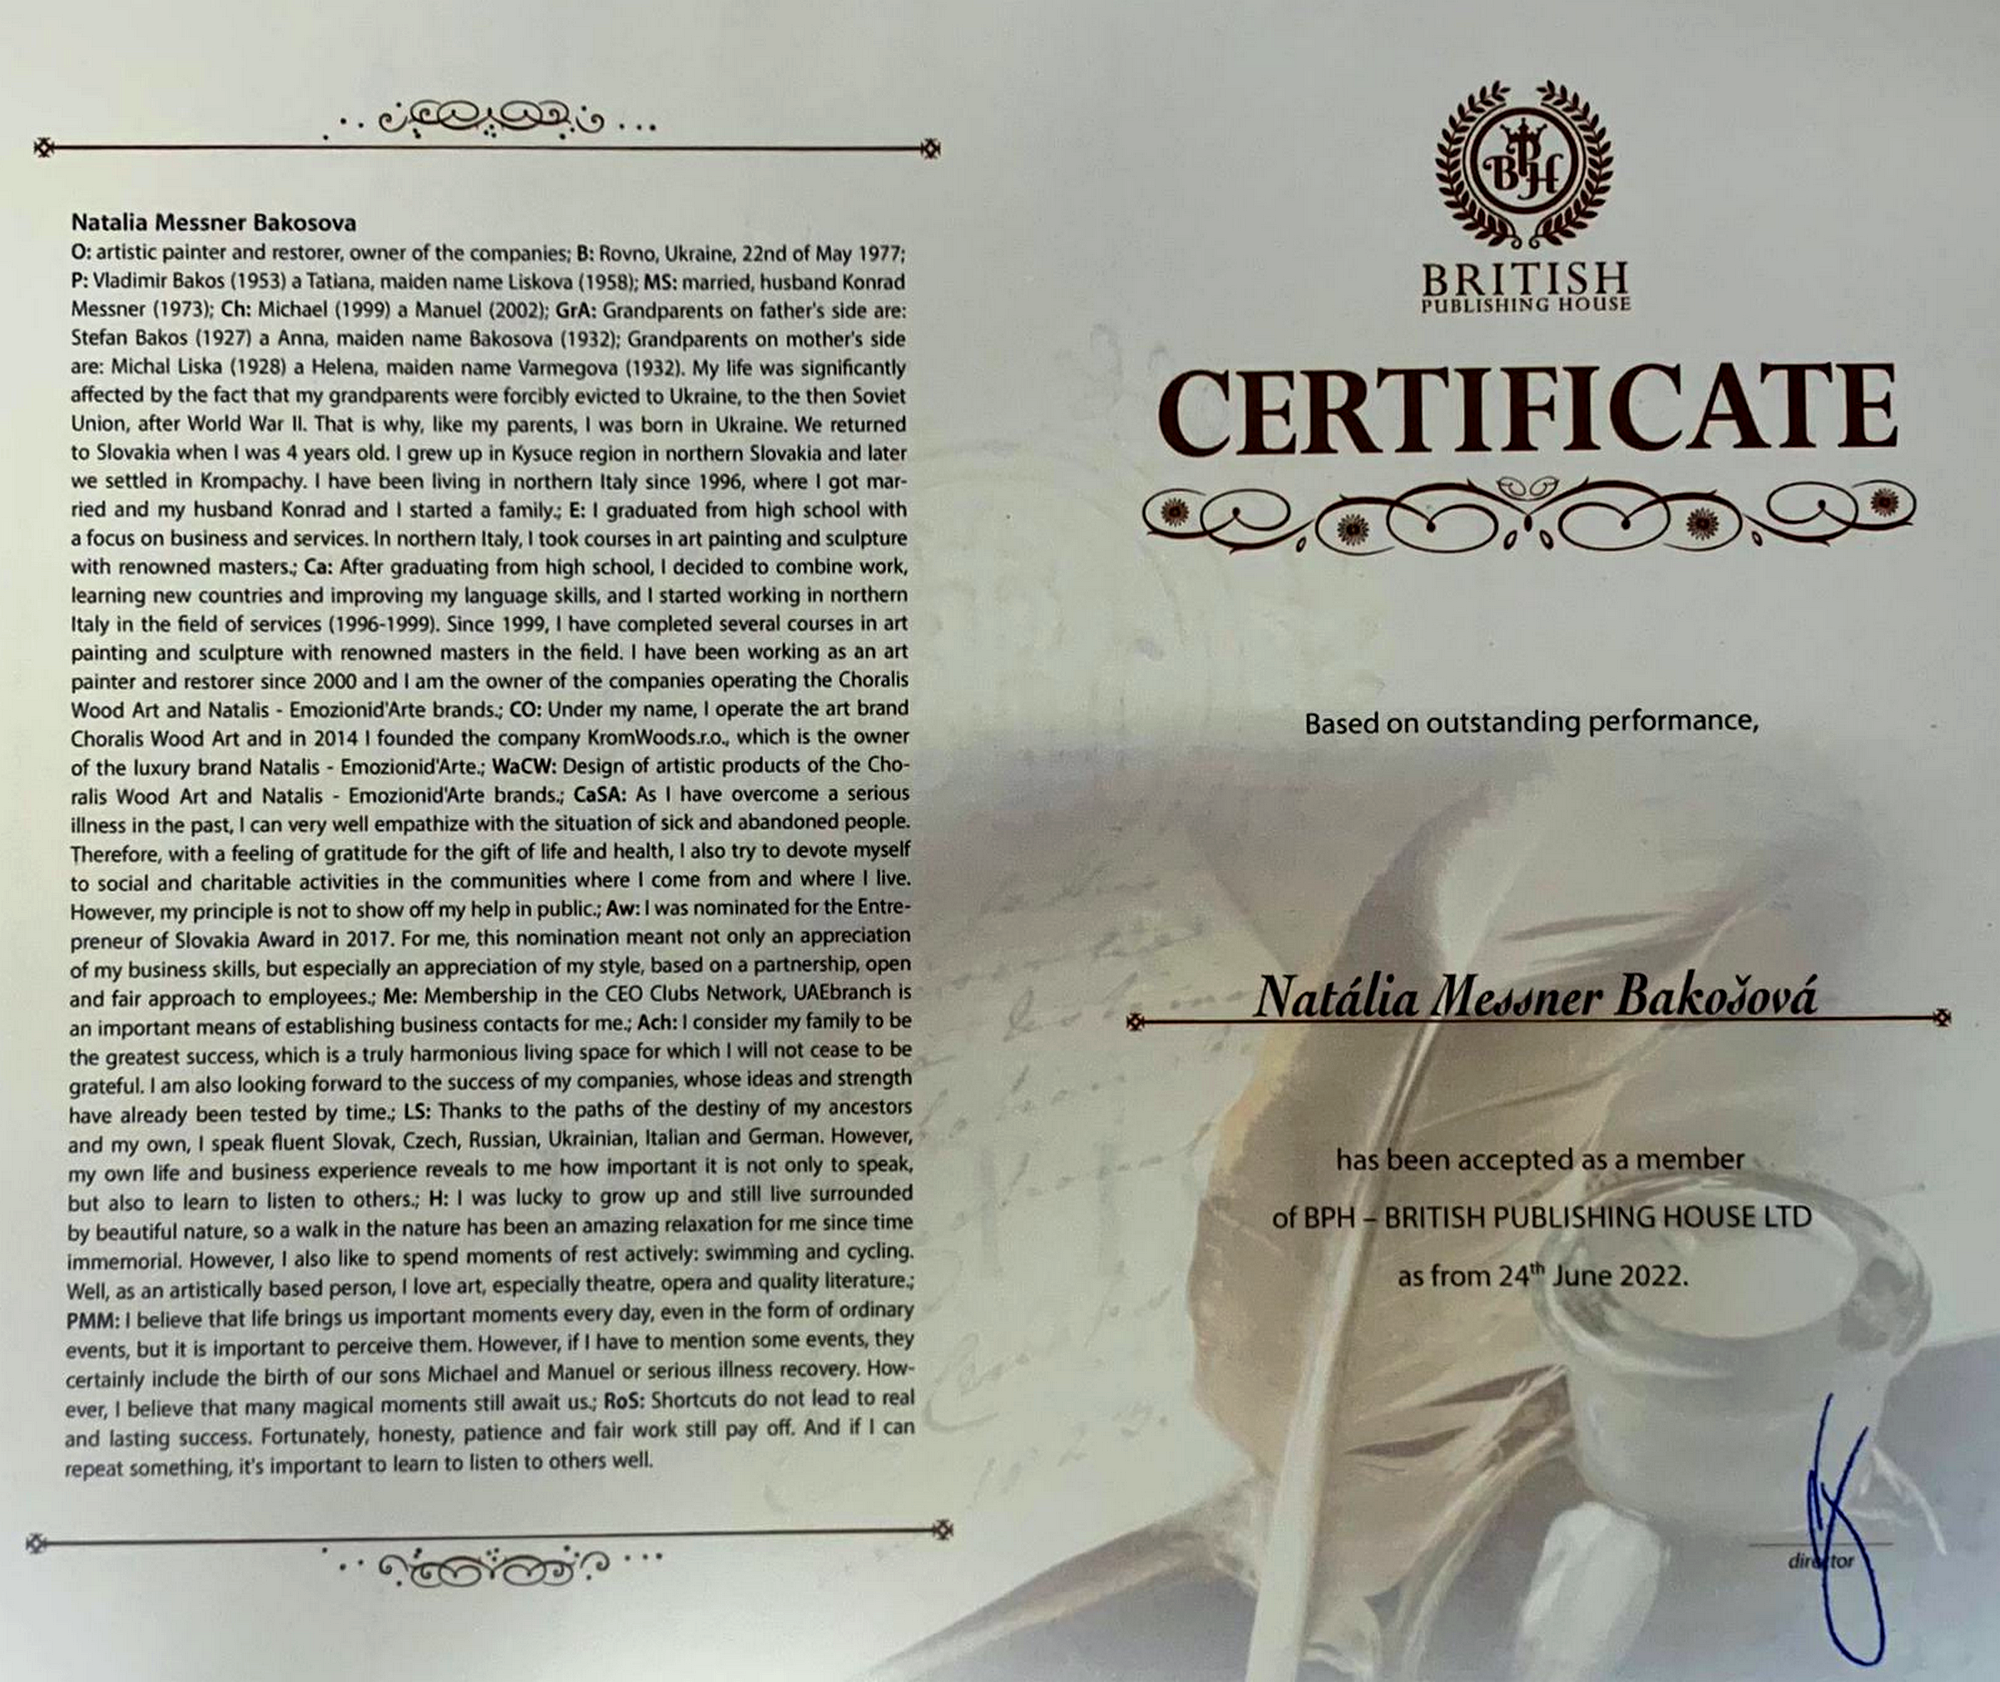 Natalia Messner Bakosova
O: artistic painter and restorer, owner of the companies; B: Rovno, Ukraine, 22nd of May 1977;
P: Vladimir Bakos (1953) a Tatiana, maiden name Liskova (1958); MS: married, husband Konrad
Messner (1973); Ch: Michael (1999) a Manuel (2002); GrA: Grandparents on father's side are:
Stefan Bakos (1927) a Anna, maiden name Bakosova (1932); Grandparents on mother's side
are: Michal Liska (1928) a Helena, maiden name Varmegova (1932). My life was significantly
affected by the fact that my grandparents were forcibly evicted to Ukraine, to the then Soviet
Union, after World War II. That is why, like my parents, I was born in Ukraine. We returned
to Slovakia when I was 4 years old. I grew up in Kysuce region in northern Slovakia and later
we settled in Krompachy. I have been living in northern Italy since 1996, where I got mar-
ried and my husband Konrad and I started a family.; E: I graduated from high school with
a focus on business and services. In northern Italy, I took courses in art painting and sculpture
with renowned masters.; Ca: After graduating from high school, I decided to combine work,
learning new countries and improving my language skills, and I started working in northern
Italy in the field of services (1996-1999). Since 1999, I have completed several courses in art
painting and sculpture with renowned masters in the field. I have been working as an art
painter and restorer since 2000 and I am the owner of the companies operating the Choralis
Wood Art and Natalis - Emozionid'Arte brands.; CO: Under my name, I operate the art brand
Choralis Wood Art and in 2014 I founded the company KromWoods.r.o., which is the owner
of the luxury brand Natalis - Emozionid'Arte.; WaCW: Design of artistic products of the Cho-
ralis Wood Art and Natalis - Emozionid'Arte brands.; CaSA: As I have overcome a serious
illness in the past, I can very well empathize with the situation of sick and abandoned people.
Therefore, with a feeling of gratitude for the gift of life and health, I also try to devote myself
to social and charitable activities in the communities where I come from and where I live.
However, my principle is not to show off my help in public.; Aw: I was nominated for the Entre-
preneur of Slovakia Award in 2017. For me, this nomination meant not only an appreciation
of my business skills, but especially an appreciation of my style, based on a partnership, open
and fair approach to employees.; Me: Membership in the CEO Clubs Network, UAEbranch is
an important means of establishing business contacts for me.; Ach: I consider my family to be
the greatest success, which is a truly harmonious living space for which I will not cease to be
grateful. I am also looking forward to the success of my companies, whose ideas and strength
have already been tested by time.; LS: Thanks to the paths of the destiny of my ancestors
and my own, I speak fluent Slovak, Czech, Russian, Ukrainian, Italian and German. However,
my own life and business experience reveals to me how important it is not only to speak,
but also to learn to listen to others.; H: I was lucky to grow up and still live surrounded
by beautiful nature, so a walk in the nature has been an amazing relaxation for me since time
immemorial. However, I also like to spend moments of rest actively: swimming and cycling.
Well, as an artistically based person, I love art, especially theatre, opera and quality literature.;
PMM: I believe that life brings us important moments every day, even in the form of ordinary
events, but it is important to perceive them. However, if I have to mention some events, they
certainly include the birth of our sons Michael and Manuel or serious illness recovery. How-
ever, I believe that many magical moments still await us.; RoS: Shortcuts do not lead to real
and lasting success. Fortunately, honesty, patience and fair work still pay off. And if I can
repeat something, it's important to learn to listen to others well.
BPH
BRITISH
PUBLISHING HOUSE
CERTIFICATE
Based on outstanding performance,
Natália Messner Bakošová
has been accepted as a member
of BPH – BRITISH PUBLISHING HOUSE LTD
as from 24th June 2022.
director